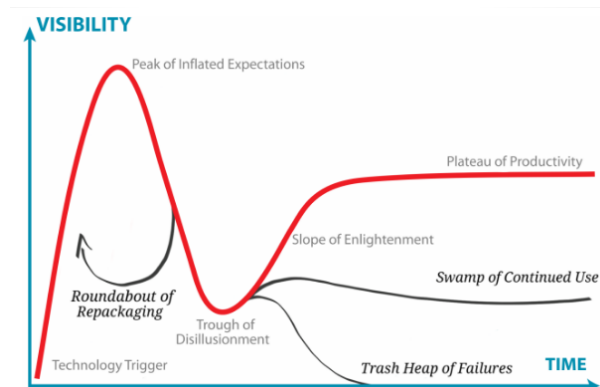 VISIBILITY
Peak of Inflated Expectations
Plateau of Productivity
Slope of Enlightenment
Swamp of Continued Use
Roundabout of
Repackaging
Trough of
Disillusionment
Technology Trigger
Trash Heap of Failures
TIME